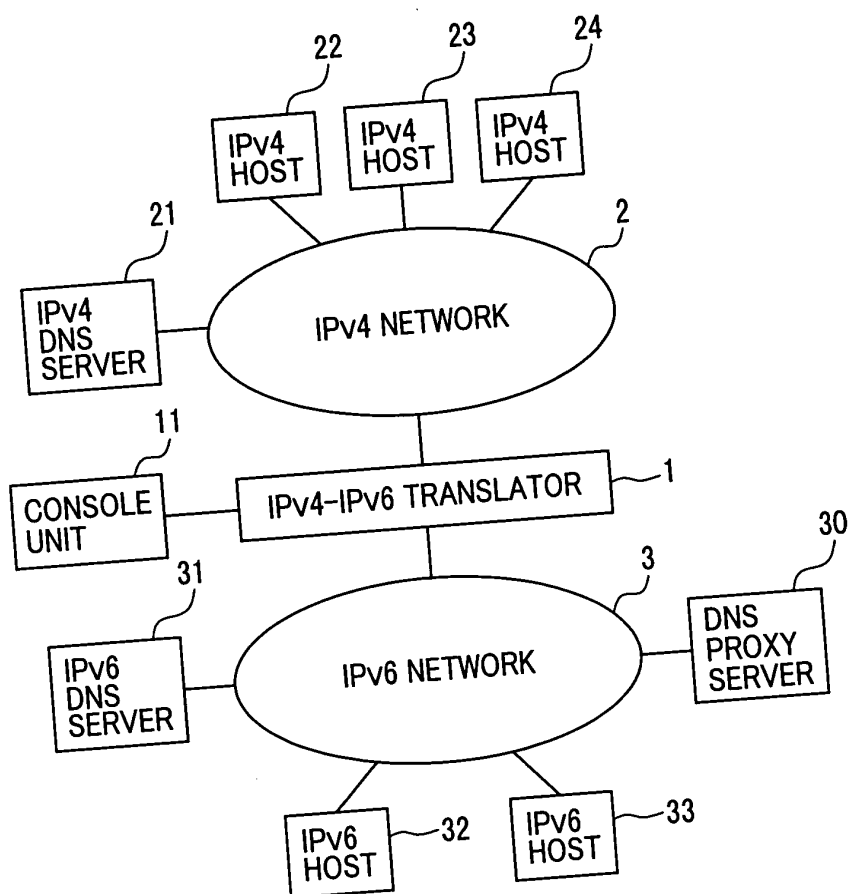 22
23
24
IPv4
HOST
IPv4
HOST
IPv4
HOST
21
2
IPv4
DNS
SERVER
IPv4 NETWORK
11
1
CONSOLE
UNIT
IPv4-IPv6 TRANSLATOR
31
3
30
IPv6
DNS
SERVER
IPv6 NETWORK
DNS
PROXY
SERVER
IPv6
HOST
32
IPv6
HOST
33